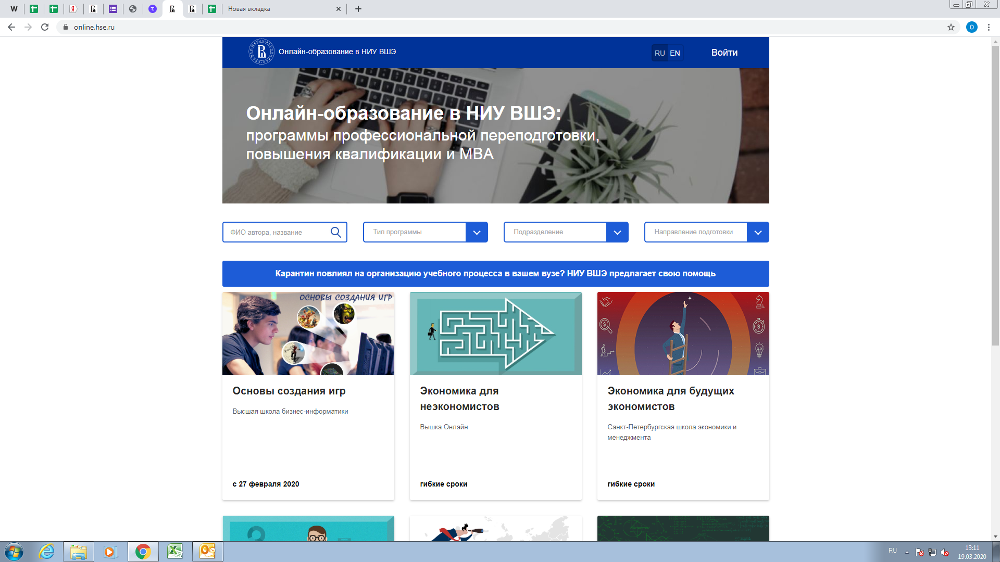 W
Новая вкладка
online.hse.ru
O
Онлайн-образование в НИУ ВШЭ
RU EN
Войти
Онлайн-образование в НИУ ВШЭ:
программы профессиональной переподготовки,
повышения квалификации и MBA
ФИО автора, название
Тип программы
Подразделение
Направление подготовки
Карантин повлиял на организацию учебного процесса в вашем вузе? НИУ ВШЭ предлагает свою помощь
ОСНОВЫ СОЗДАНИЯ ИГР
Основы создания игр
Высшая школа бизнес-информатики
с 27 февраля 2020
Экономика для
неэкономистов
Вышка Онлайн
гибкие сроки
Экономика для будущих
экономистов
Санкт-Петербургская школа экономики и
менеджмента
гибкие сроки
RU
13:11
19.03.2020